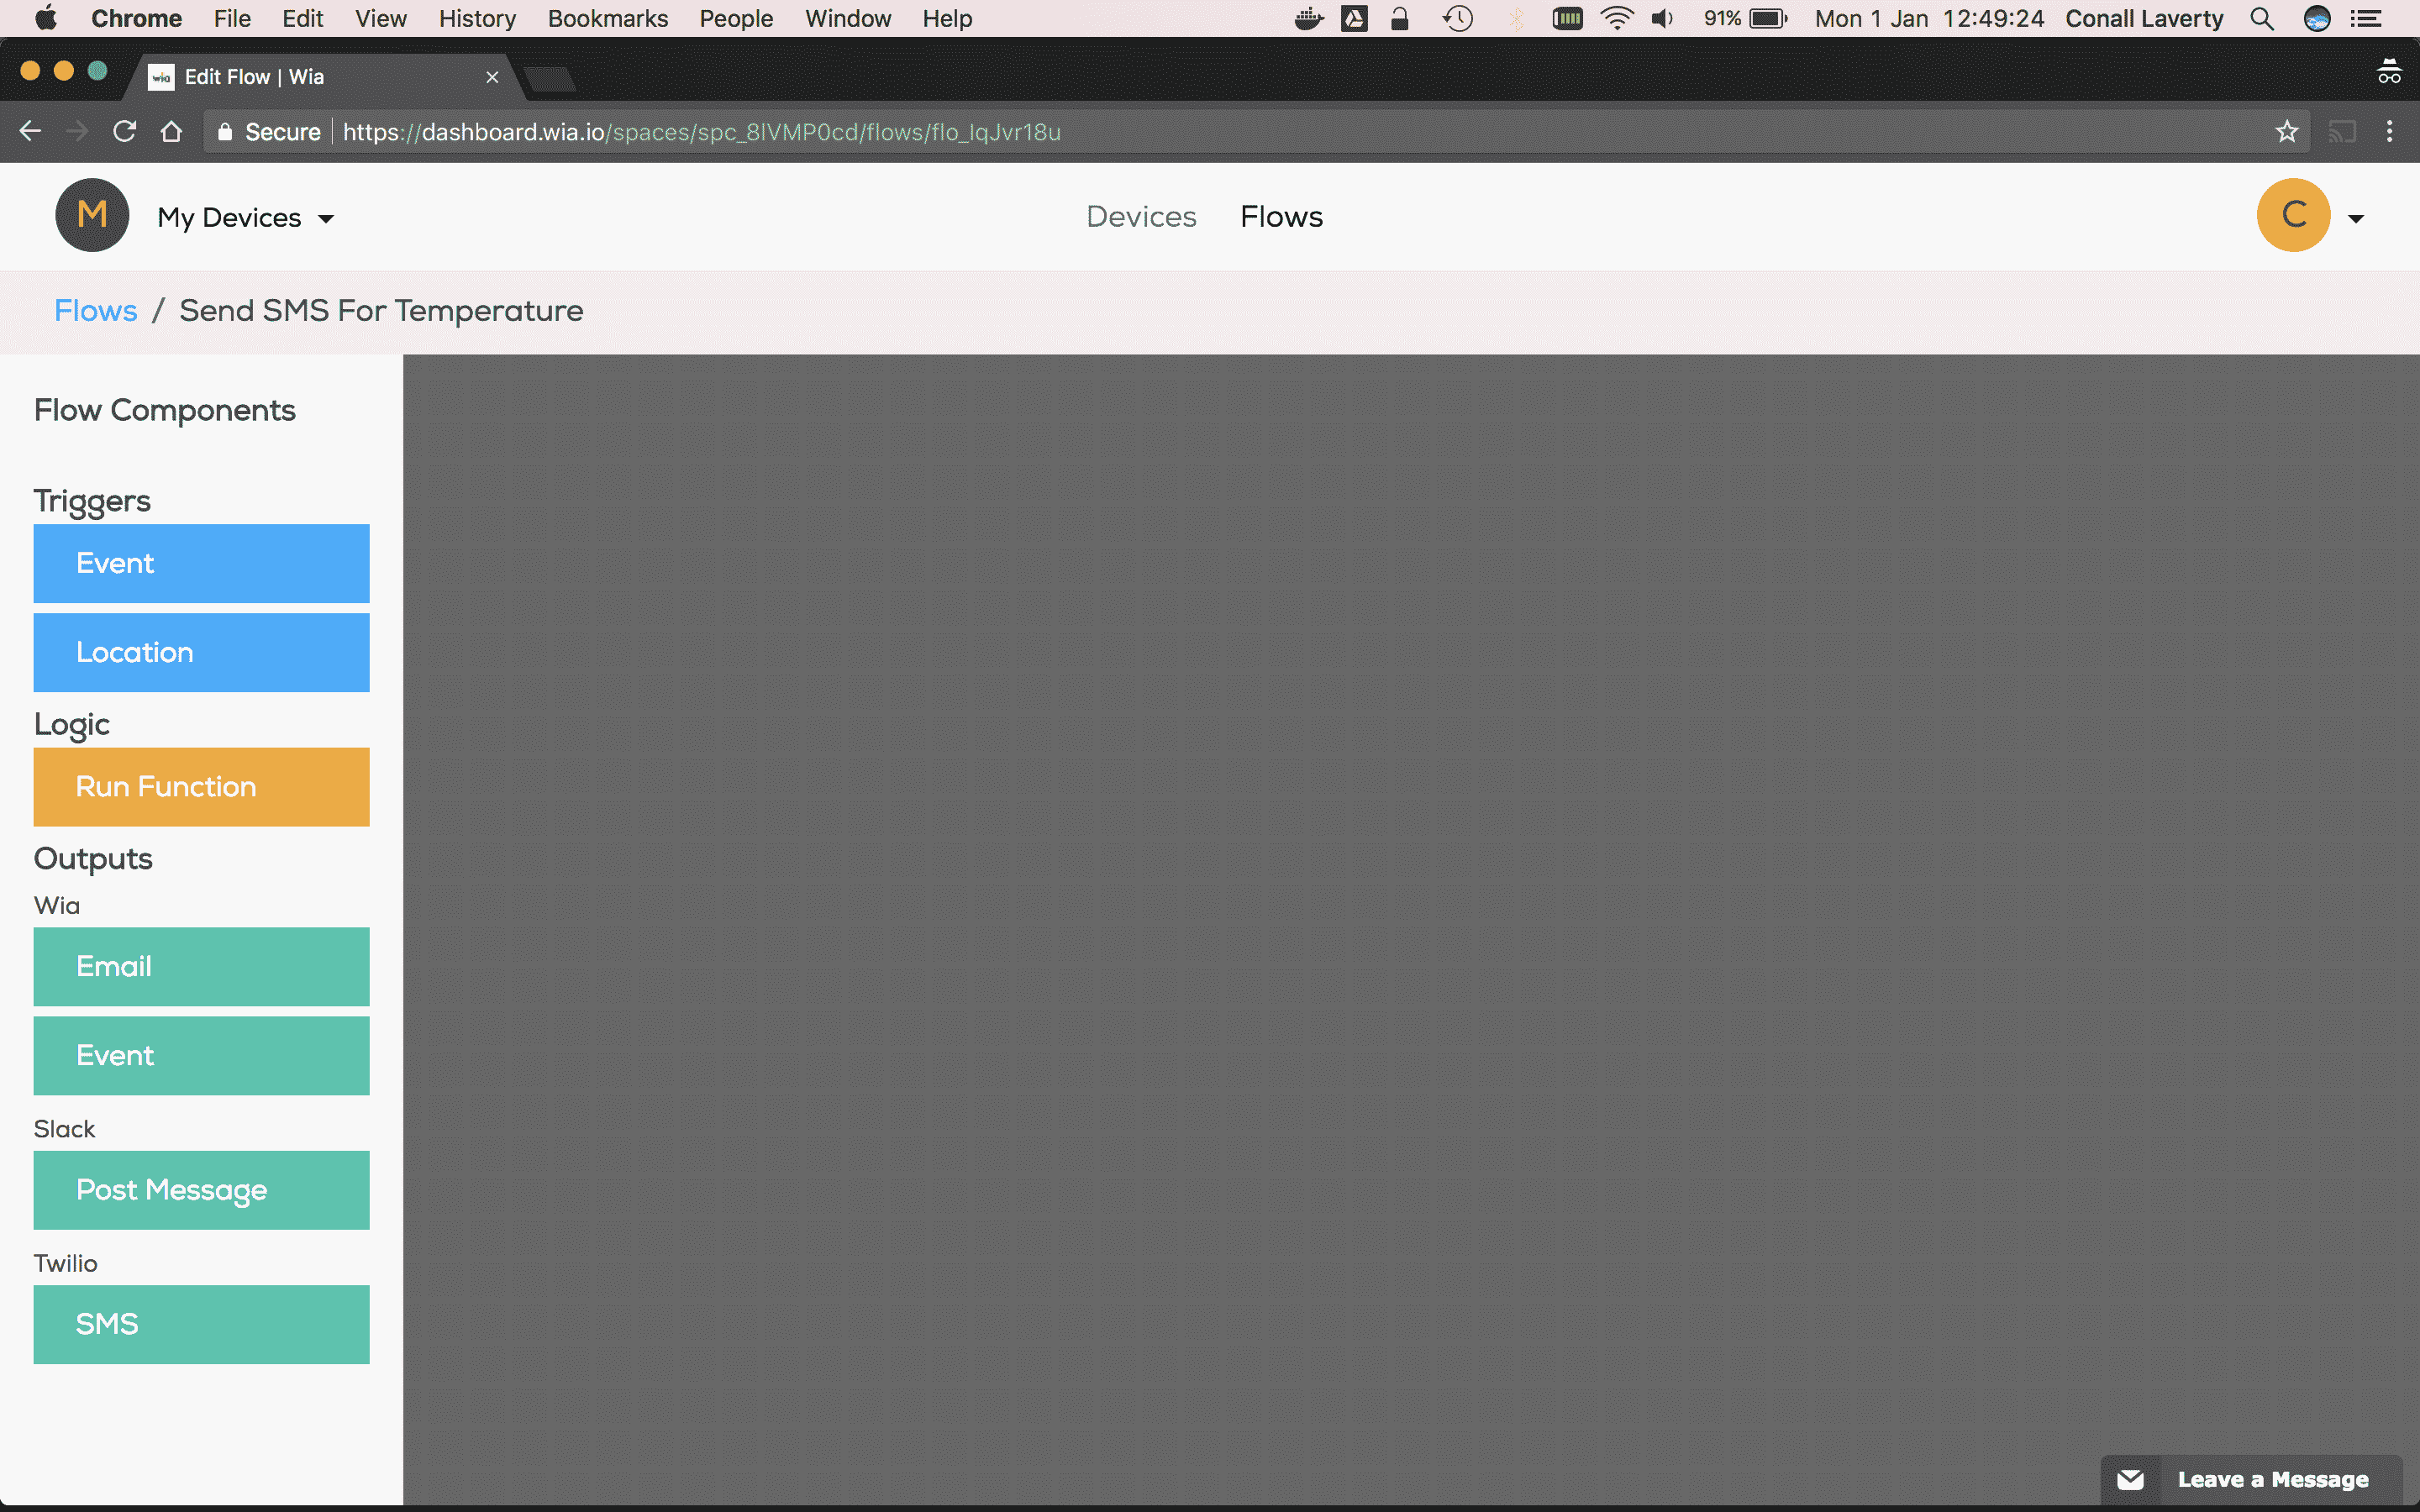 Chrome File Edit View History Bookmarks People Window Help 91% Mon 1 Jan 12:49:24 Conall Laverty
wia Edit Flow | Wia
Secure https://dashboard.wia.io/spaces/spc_8lVMP0cd/flows/flo_lqJvr18u
M My Devices Devices Flows C
Flows / Send SMS For Temperature
Flow Components
Triggers
Event
Location
Logic
Run Function
Outputs
Wia
Email
Event
Slack
Post Message
Twilio
SMS
Leave a Message